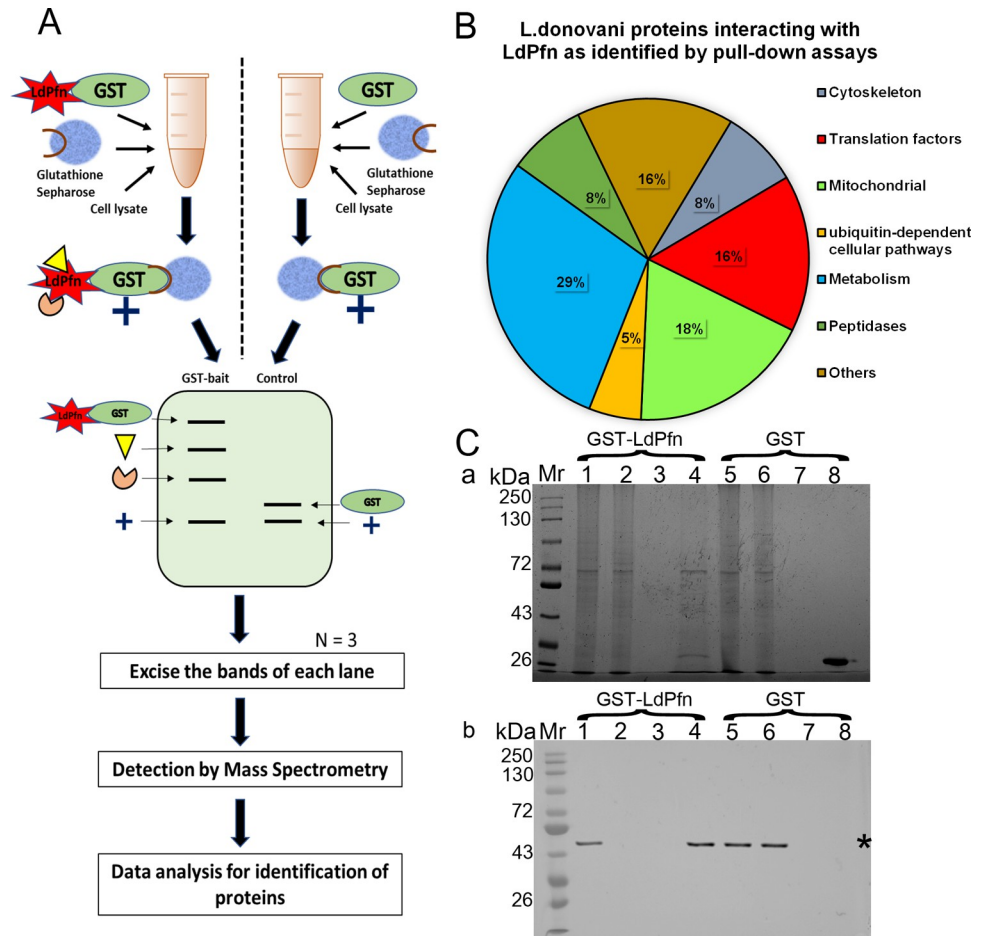 A
LdPfn
GST
GST
Glutathione
Sepharose
Cell lysate
Glutathione
Sepharose
Cell lysate
LdPfn
GST
+
GST
+
GST-bait
Control
LdPfn
GST
GST
+
+
N = 3
Excise the bands of each lane
Detection by Mass Spectrometry
Data analysis for identification of
proteins
B
L.donovani proteins interacting with
LdPfn as identified by pull-down assays
16%
8%
8%
16%
29%
18%
5%
Cytoskeleton
Translation factors
Mitochondrial
ubiquitin-dependent
cellular pathways
Metabolism
Peptidases
Others
C
GST-LdPfn GST
a kDa Mr 1 2 3 4 5 6 7 8
250
130
72
43
26
GST-LdPfn GST
b kDa Mr 1 2 3 4 5 6 7 8
250
130
72
43 *
26